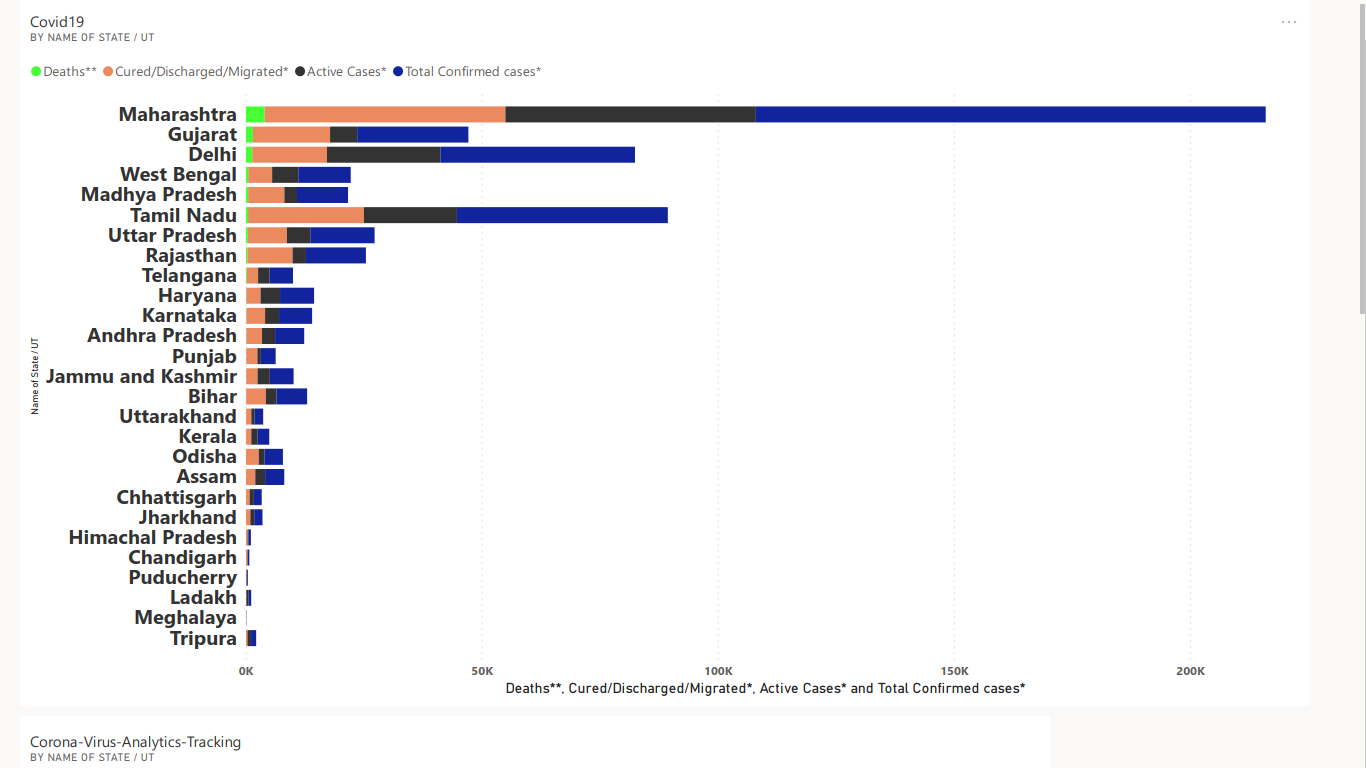 Covid19
...
BY NAME OF STATE / UT
Deaths** Cured/Discharged/Migrated* Active Cases* Total Confirmed cases*
Name of State / UT
Maharashtra
Gujarat
Delhi
West Bengal
Madhya Pradesh
Tamil Nadu
Uttar Pradesh
Rajasthan
Telangana
Haryana
Karnataka
Andhra Pradesh
Punjab
Jammu and Kashmir
Bihar
Uttarakhand
Kerala
Odisha
Assam
Chhattisgarh
Jharkhand
Himachal Pradesh
Chandigarh
Puducherry
Ladakh
Meghalaya
Tripura
0K 50K 100K 150K 200K
Deaths**, Cured/Discharged/Migrated*, Active Cases* and Total Confirmed cases*
Corona-Virus-Analytics-Tracking
BY NAME OF STATE / UT